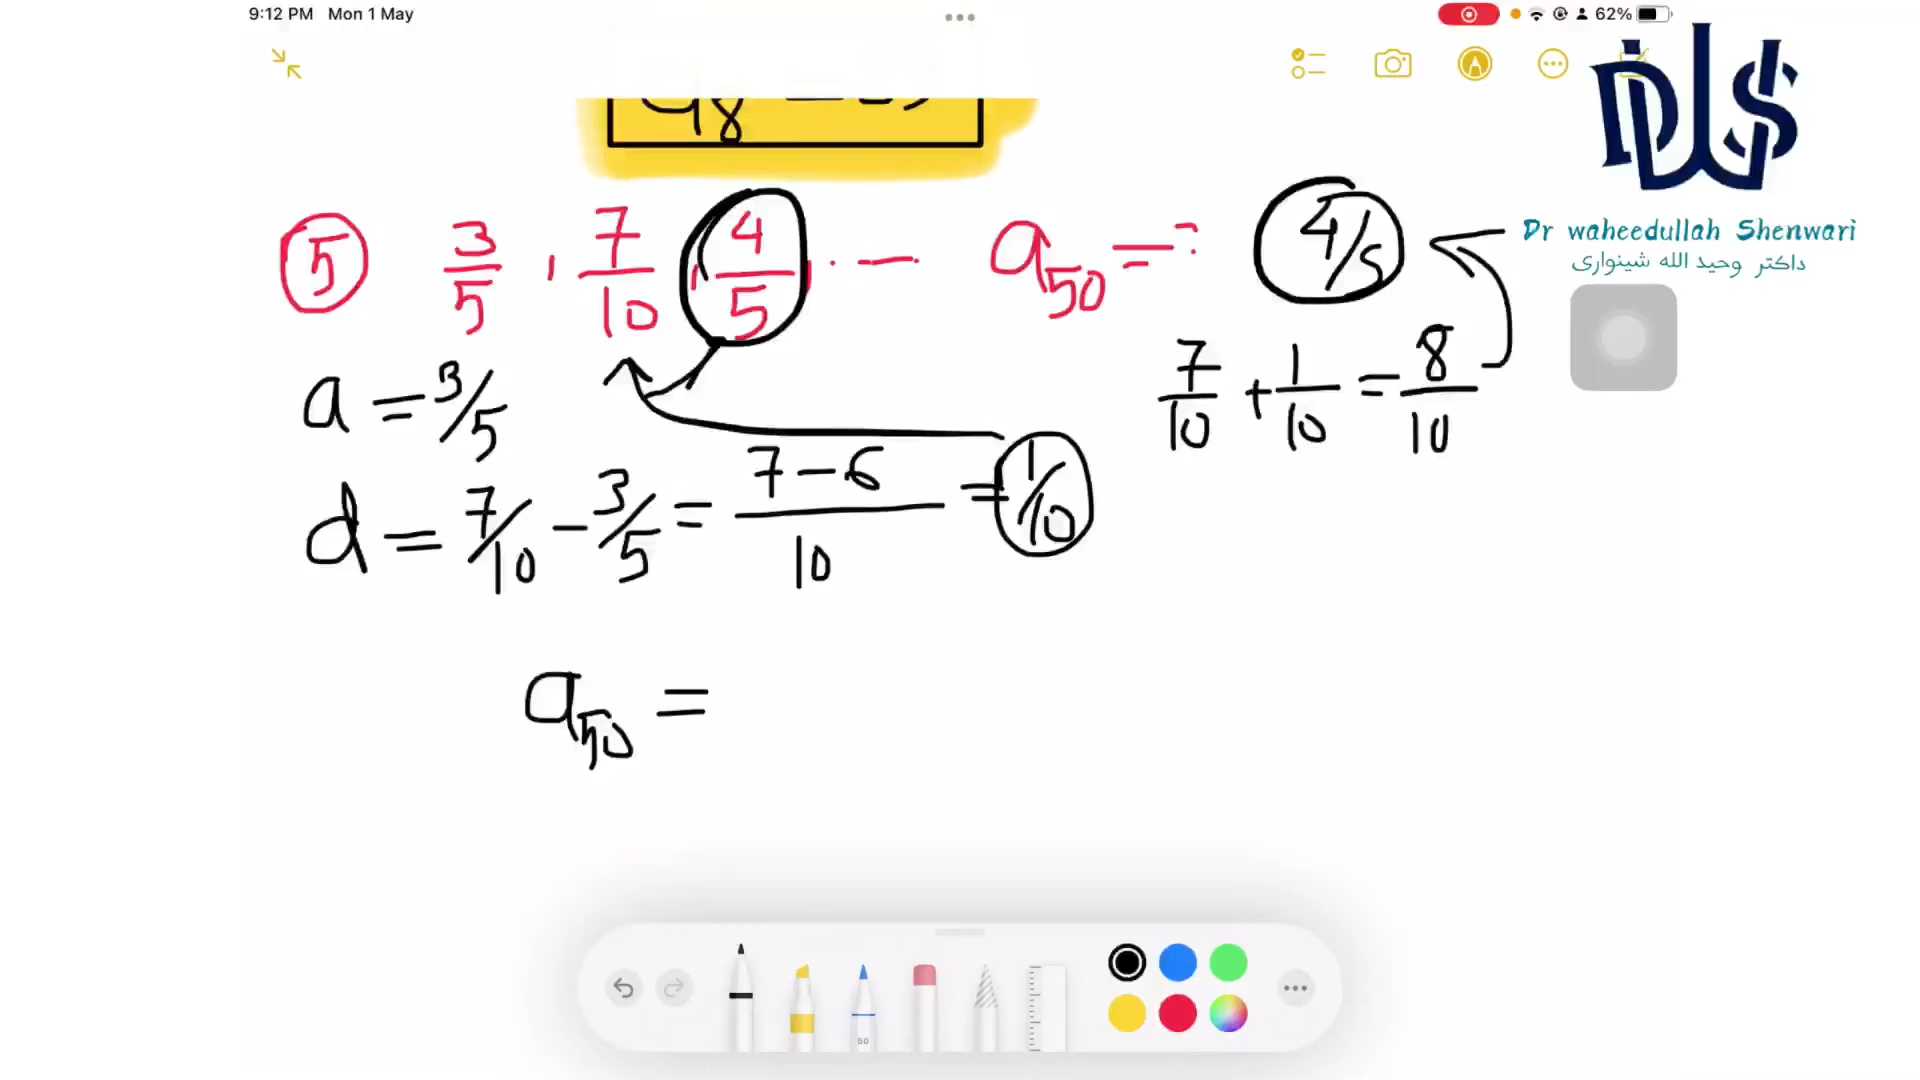 9:12 PM Mon 1 May
62%
DWS
Dr waheedullah Shenwari
داکتر وحید الله شینواری
5 3/5 , 7/10 , 4/5 , . — a50 = ? 4/5
a = 3/5
7/10 + 1/10 = 8/10
d = 7/10 − 3/5 = 7 − 6/10 = 1/10
a50 =
50